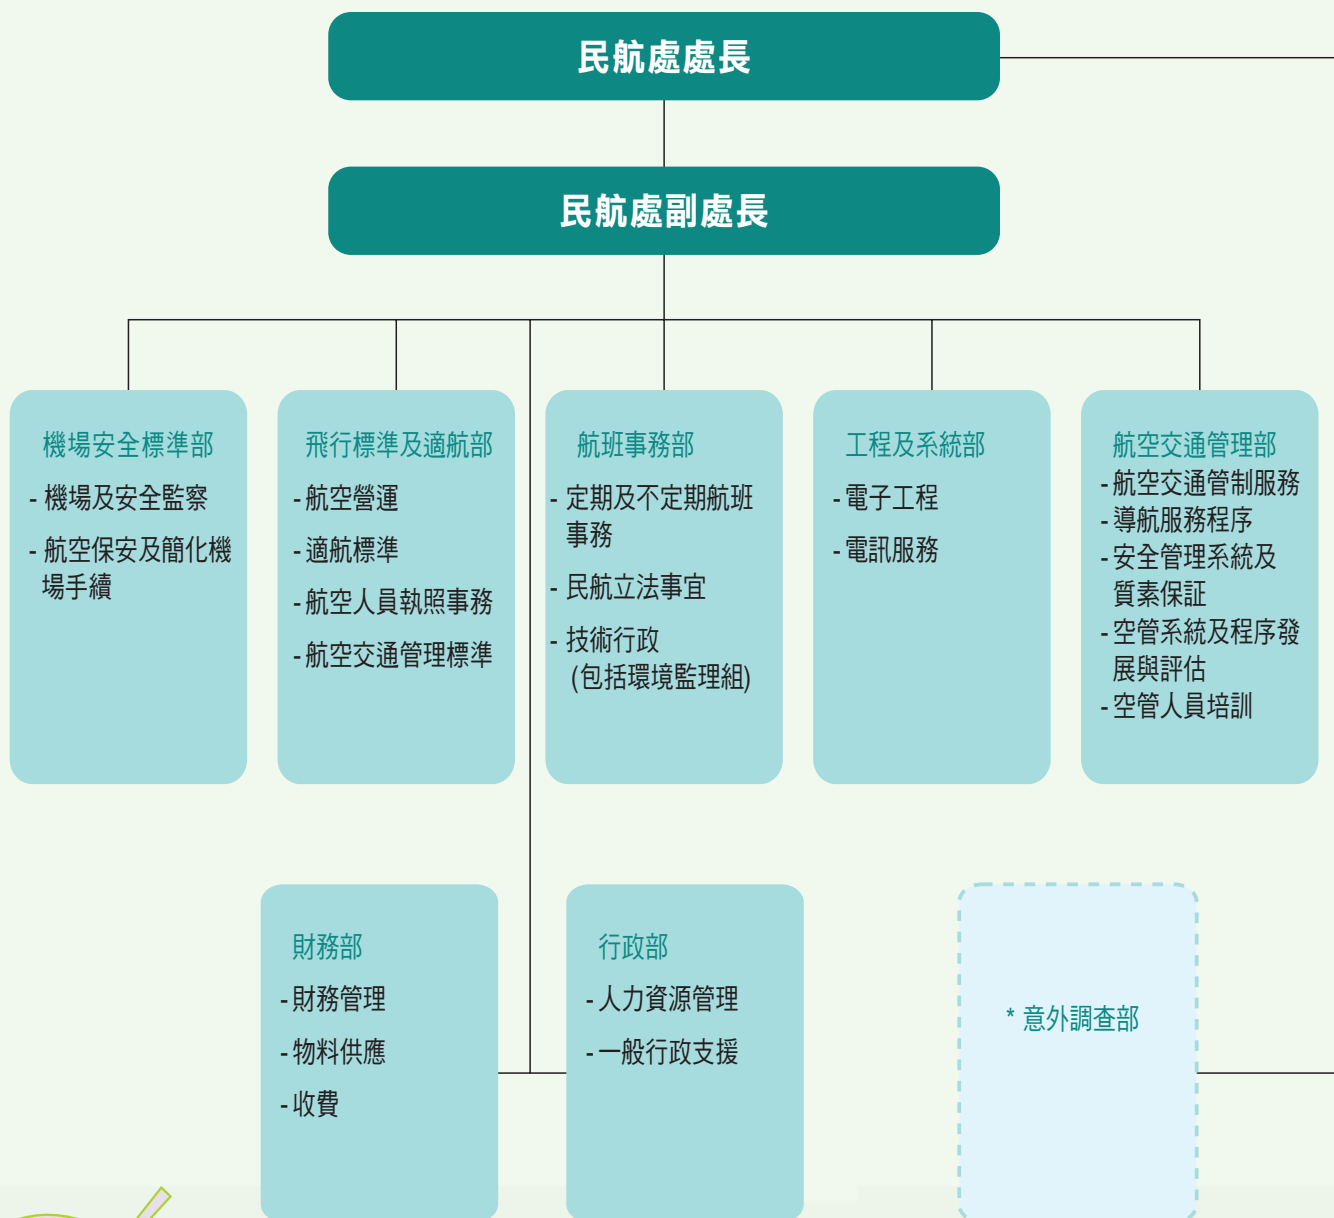 民航處處長
民航處副處長
機場安全標準部
- 機場及安全監察
- 航空保安及簡化機
場手續
飛行標準及適航部
- 航空營運
- 適航標準
- 航空人員執照事務
- 航空交通管理標準
航班事務部
- 定期及不定期航班
事務
- 民航立法事宜
- 技術行政
(包括環境監理組)
工程及系統部
- 電子工程
- 電訊服務
航空交通管理部
- 航空交通管制服務
- 導航服務程序
- 安全管理系統及
質素保証
- 空管系統及程序發
展與評估
- 空管人員培訓
財務部
- 財務管理
- 物料供應
- 收費
行政部
- 人力資源管理
- 一般行政支援
* 意外調查部